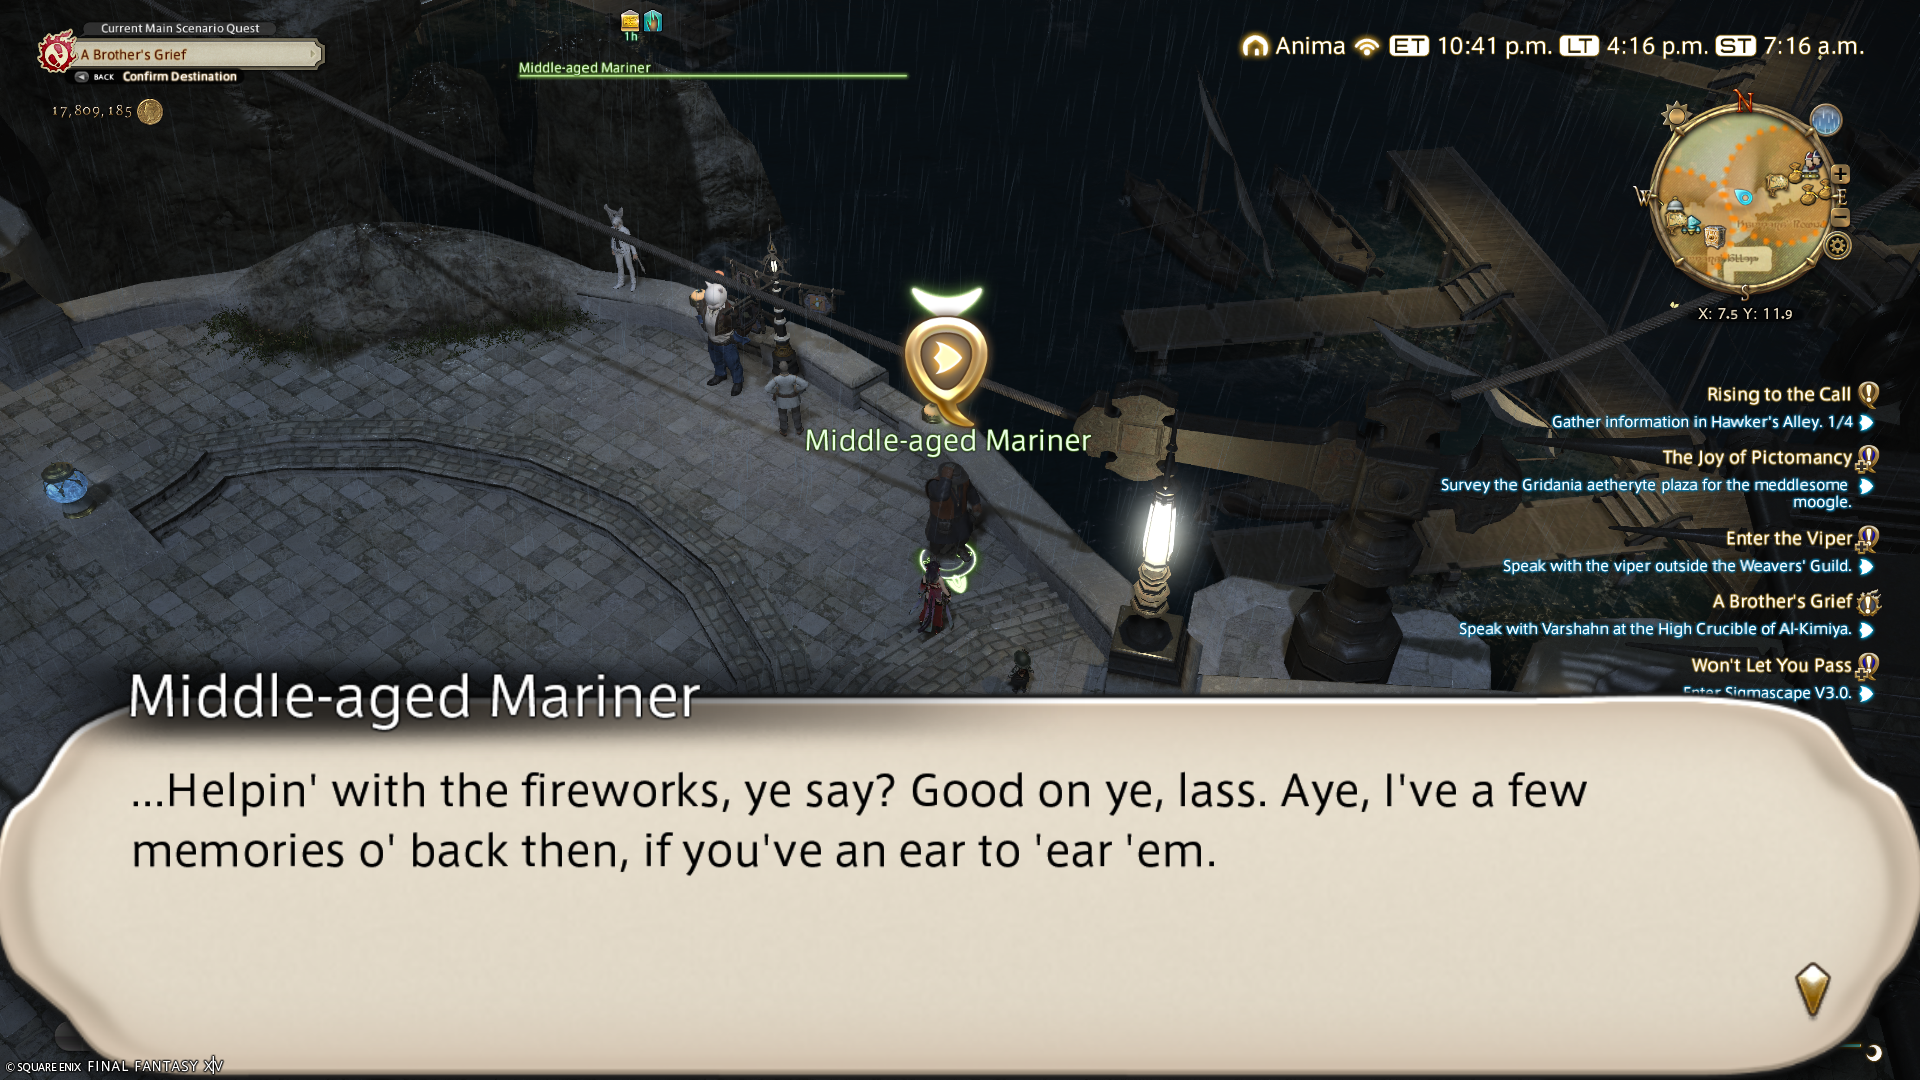 Current Main Scenario Quest
A Brother's Grief
BACK Confirm Destination
17,809,185
1h
Middle-aged Mariner
Anima ET 10:41 p.m. LT 4:16 p.m. ST 7:16 a.m.
N
W
E
S
X: 7.5 Y: 11.9
Rising to the Call
Gather information in Hawker's Alley. 1/4
The Joy of Pictomancy
Survey the Gridania aetheryte plaza for the meddlesome
moogle.
Enter the Viper
Speak with the viper outside the Weavers' Guild.
A Brother's Grief
Speak with Varshahn at the High Crucible of Al-Kimiya.
Won't Let You Pass
Enter Sigmascape V3.0.
Middle-aged Mariner
Middle-aged Mariner
...Helpin' with the fireworks, ye say? Good on ye, lass. Aye, I've a few
memories o' back then, if you've an ear to 'ear 'em.
© SQUARE ENIX FINAL FANTASY XIV